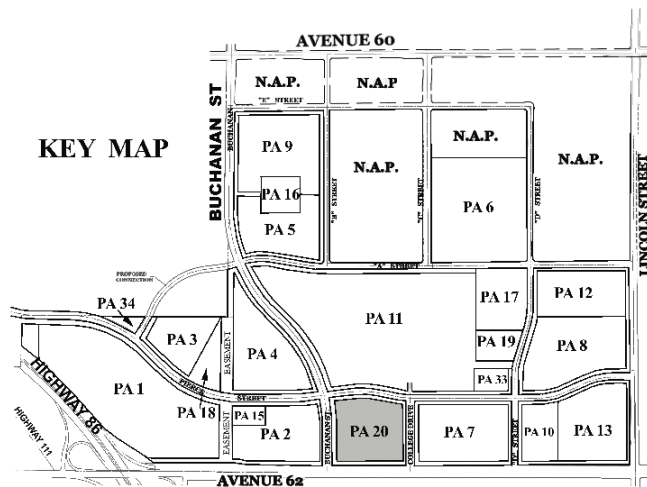 AVENUE 60
N.A.P.
N.A.P
"E" STREET
BUCHANAN ST
BUCHANAN
KEY MAP
PA 9
N.A.P.
N.A.P.
N.A.P.
PA 16
"E" STREET
"C" STREET
"D" STREET
PA 5
PA 6
LINCOLN STREET
"A" STREET
PROPOSED
CONNECTION
PA 34
PA 17
PA 12
PA 11
PA 3
PA 19
PA 4
PA 8
EASEMENT
PA 33
HIGHWAY 86
PA 1
PIERCE
STREET
PA 18
HIGHWAY 111
EASEMENT
PA 15
PA 2
BUCHANAN ST
PA 20
COLLEGE DRIVE
PA 7
"D" STREET
PA 10
PA 13
AVENUE 62